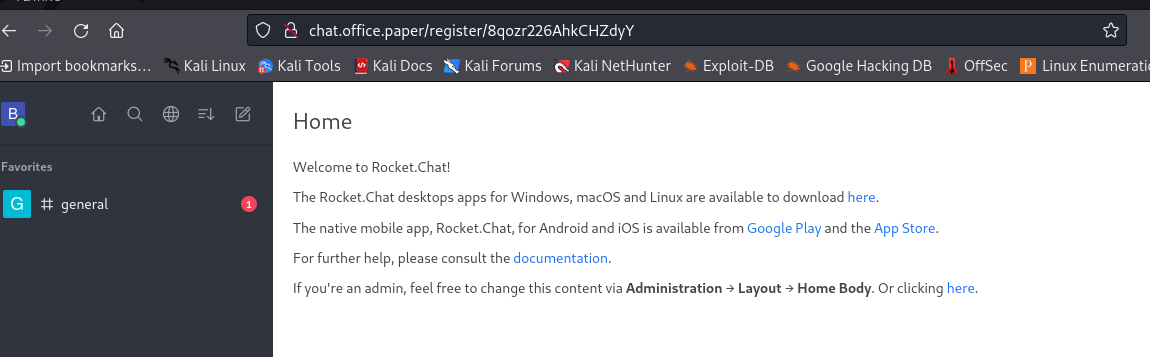 chat.office.paper/register/8qozr226AhkCHZdyY
Import bookmarks... Kali Linux Kali Tools Kali Docs Kali Forums Kali NetHunter Exploit-DB Google Hacking DB OffSec Linux Enumerati
B
Home
Welcome to Rocket.Chat!
Favorites
The Rocket.Chat desktops apps for Windows, macOS and Linux are available to download here.
G # general 1
The native mobile app, Rocket.Chat, for Android and iOS is available from Google Play and the App Store.
For further help, please consult the documentation.
If you're an admin, feel free to change this content via Administration → Layout → Home Body. Or clicking here.